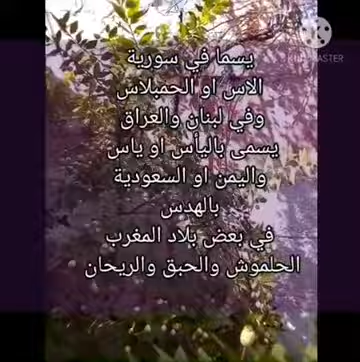 يسما في سورية
الاس او الحمبلاس
وفي لبنان والعراق
يسمى باليأس او ياس
واليمن او السعودية
بالهدس
في بعض بلاد المغرب
الحلموش والحبق والريحان